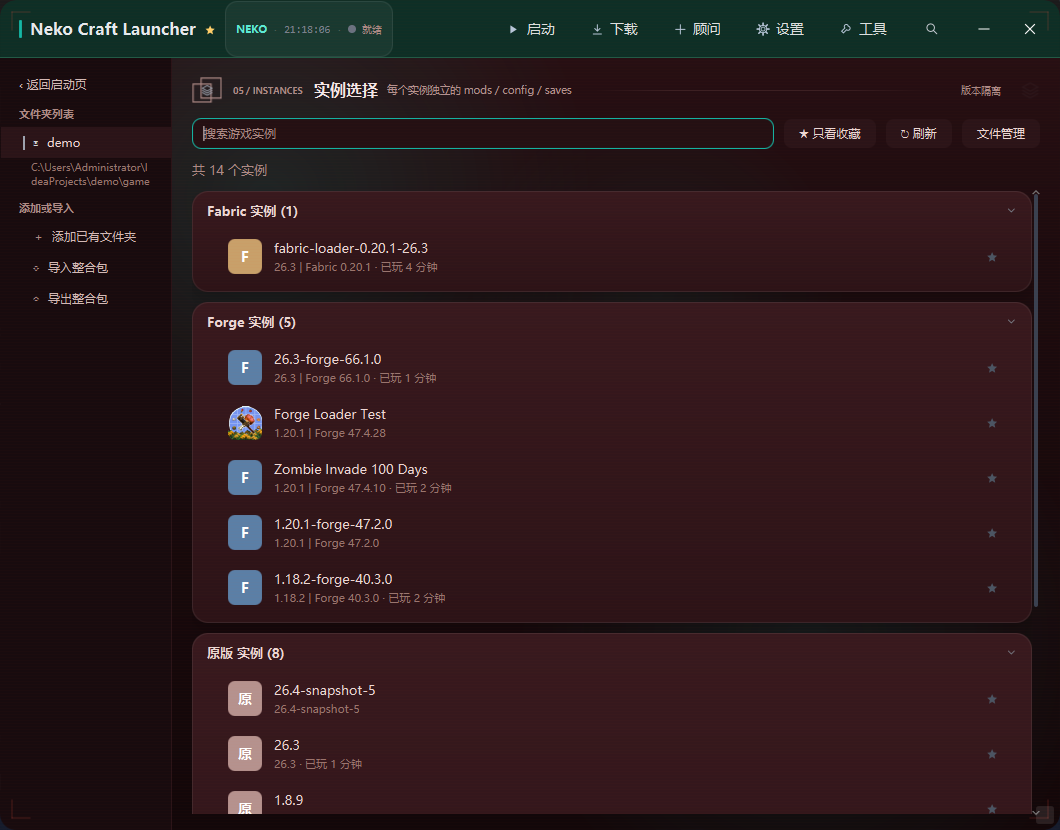 Neko Craft Launcher ★ NEKO · 21:18:06 · 就绪 启动 下载 顾问 设置 工具
‹ 返回启动页
文件夹列表
demo
C:\Users\Administrator\I
deaProjects\demo\game
添加或导入
+ 添加已有文件夹
导入整合包
导出整合包
05 / INSTANCES 实例选择 每个实例独立的 mods / config / saves 版本隔离
搜索游戏实例 ★ 只看收藏 ↻ 刷新 文件管理
共 14 个实例
Fabric 实例 (1)
F
fabric-loader-0.20.1-26.3
26.3 | Fabric 0.20.1 · 已玩 4 分钟
Forge 实例 (5)
F
26.3-forge-66.1.0
26.3 | Forge 66.1.0 · 已玩 1 分钟
Forge Loader Test
1.20.1 | Forge 47.4.28
F
Zombie Invade 100 Days
1.20.1 | Forge 47.4.10 · 已玩 2 分钟
F
1.20.1-forge-47.2.0
1.20.1 | Forge 47.2.0
F
1.18.2-forge-40.3.0
1.18.2 | Forge 40.3.0 · 已玩 2 分钟
原版 实例 (8)
原
26.4-snapshot-5
26.4-snapshot-5
原
26.3
26.3 · 已玩 1 分钟
原
1.8.9